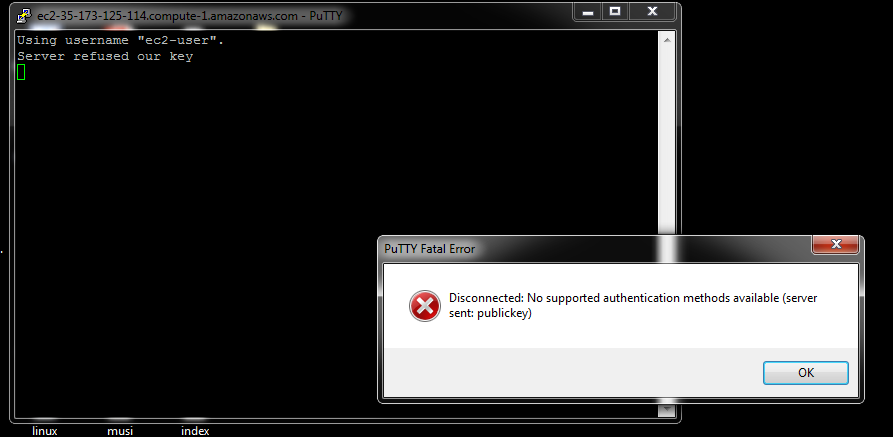 ec2-35-173-125-114.compute-1.amazonaws.com - PuTTY
Using username "ec2-user".
Server refused our key
PuTTY Fatal Error
Disconnected: No supported authentication methods available (server
sent: publickey)
OK
linux musi index